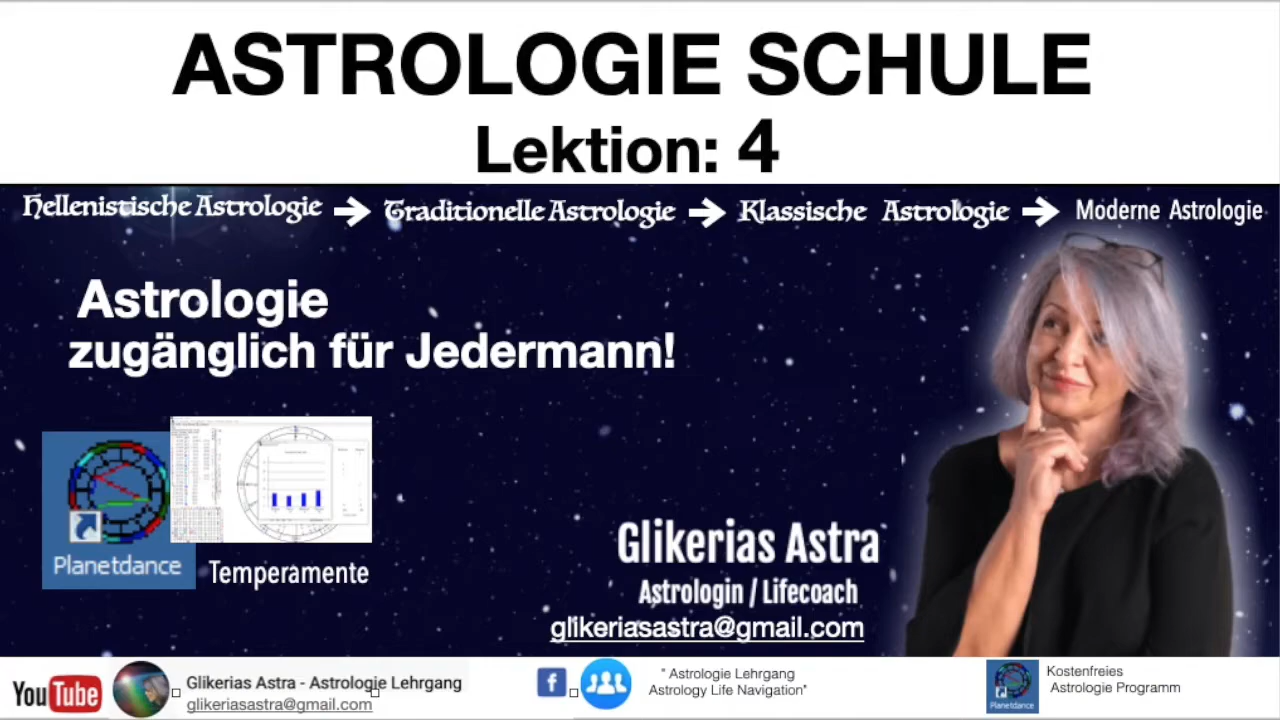 ASTROLOGIE SCHULE
Lektion: 4
Hellenistische Astrologie → Traditionelle Astrologie → Klassische Astrologie → Moderne Astrologie
Astrologie
zugänglich für Jedermann!
Planetdance
Temperamente
Glikerias Astra
Astrologin / Lifecoach
glikeriasastra@gmail.com
YouTube
Glikerias Astra - Astrologie Lehrgang
glikeriasastra@gmail.com
" Astrologie Lehrgang
Astrology Life Navigation"
Planetdance
Kostenfreies
Astrologie Programm